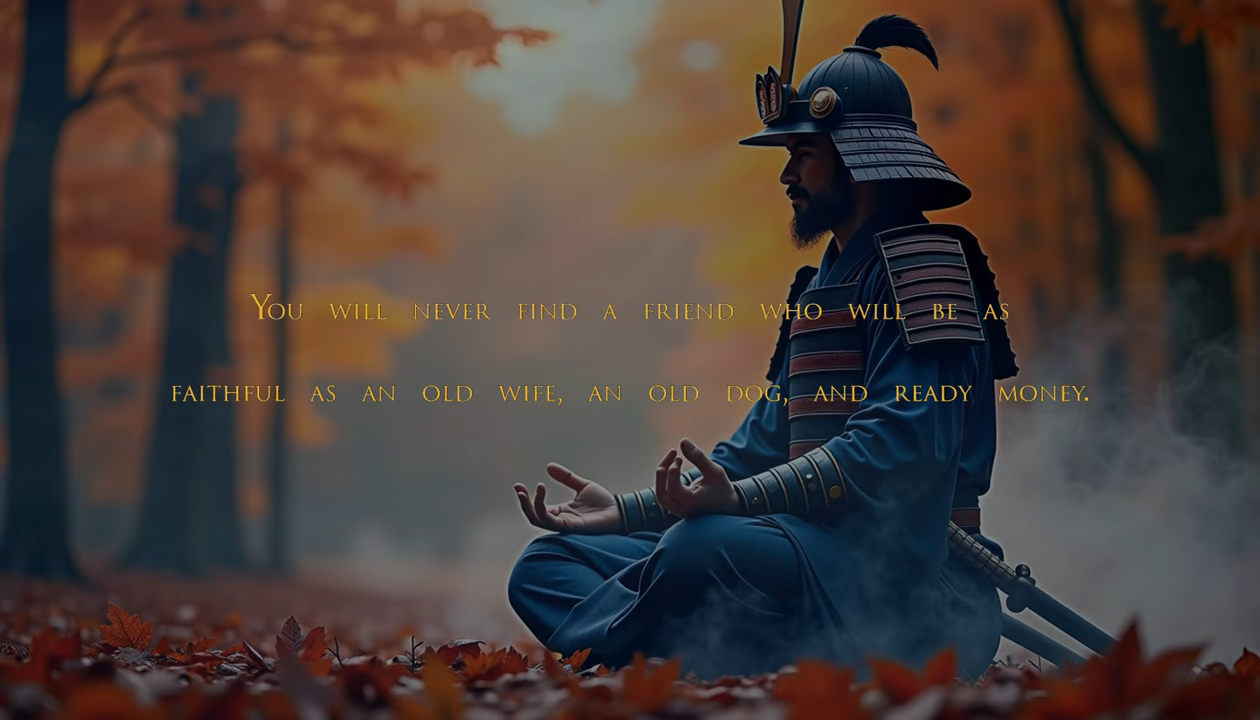 You will never find a friend who will be as
faithful as an old wife, an old dog, and ready money.